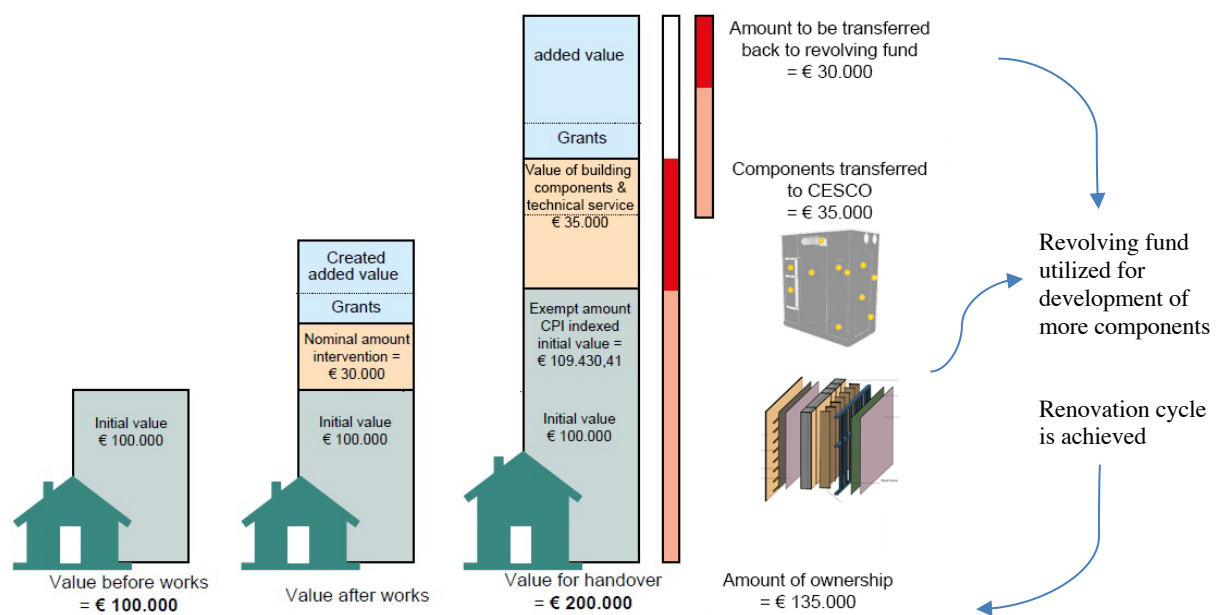 Initial value
€ 100.000
Value before works
= € 100.000
Created
added value
Grants
Nominal amount
intervention =
€ 30.000
Initial value
€ 100.000
Value after works
added value
Grants
Value of building
components &
technical service
€ 35.000
Exempt amount
CPI indexed
initial value =
€ 109.430,41
Initial value
€ 100.000
Value for handover
= € 200.000
Amount to be transferred
back to revolving fund
= € 30.000
Components transferred
to CESCO
= € 35.000
Amount of ownership
= € 135.000
Revolving fund
utilized for
development of
more components
Renovation cycle
is achieved